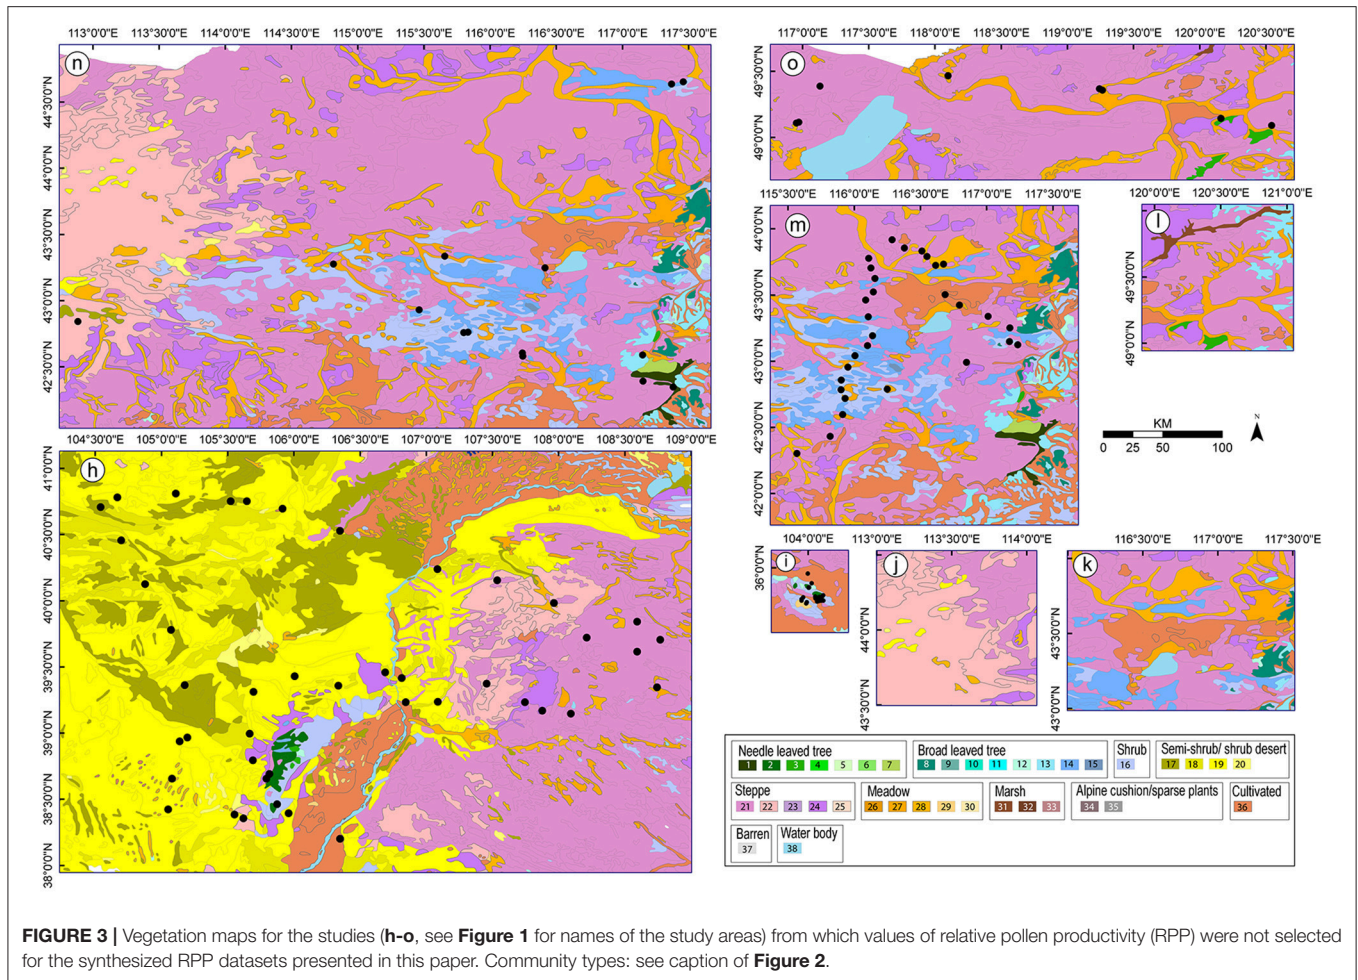 113°0'0"E 113°30'0"E 114°0'0"E 114°30'0"E 115°0'0"E 115°30'0"E 116°0'0"E 116°30'0"E 117°0'0"E 117°30'0"E
n
44°30'0"N
44°0'0"N
43°30'0"N
43°0'0"N
42°30'0"N
117°0'0"E 117°30'0"E 118°0'0"E 118°30'0"E 119°0'0"E 119°30'0"E 120°0'0"E 120°30'0"E
o
49°30'0"N
49°0'0"N
115°30'0"E 116°0'0"E 116°30'0"E 117°0'0"E 117°30'0"E
m
44°0'0"N
43°30'0"N
43°0'0"N
42°30'0"N
42°0'0"N
120°0'0"E 120°30'0"E 121°0'0"E
l
49°30'0"N
49°0'0"N
KM
0 25 50 100
N
104°30'0"E 105°0'0"E 105°30'0"E 106°0'0"E 106°30'0"E 107°0'0"E 107°30'0"E 108°0'0"E 108°30'0"E 109°0'0"E
h
41°0'0"N
40°30'0"N
40°0'0"N
39°30'0"N
39°0'0"N
38°30'0"N
38°0'0"N
104°0'0"E
i
36°0'0"N
113°0'0"E 113°30'0"E 114°0'0"E
j
44°0'0"N
43°30'0"N
116°30'0"E 117°0'0"E 117°30'0"E
k
43°30'0"N
43°0'0"N
Needle leaved tree
1 2 3 4 5 6 7
Broad leaved tree
8 9 10 11 12 13 14 15
Shrub
16
Semi-shrub/ shrub desert
17 18 19 20
Steppe
21 22 23 24 25
Meadow
26 27 28 29 30
Marsh
31 32 33
Alpine cushion/sparse plants
34 35
Cultivated
36
Barren
37
Water body
38
FIGURE 3 | Vegetation maps for the studies (h-o, see Figure 1 for names of the study areas) from which values of relative pollen productivity (RPP) were not selected
for the synthesized RPP datasets presented in this paper. Community types: see caption of Figure 2.